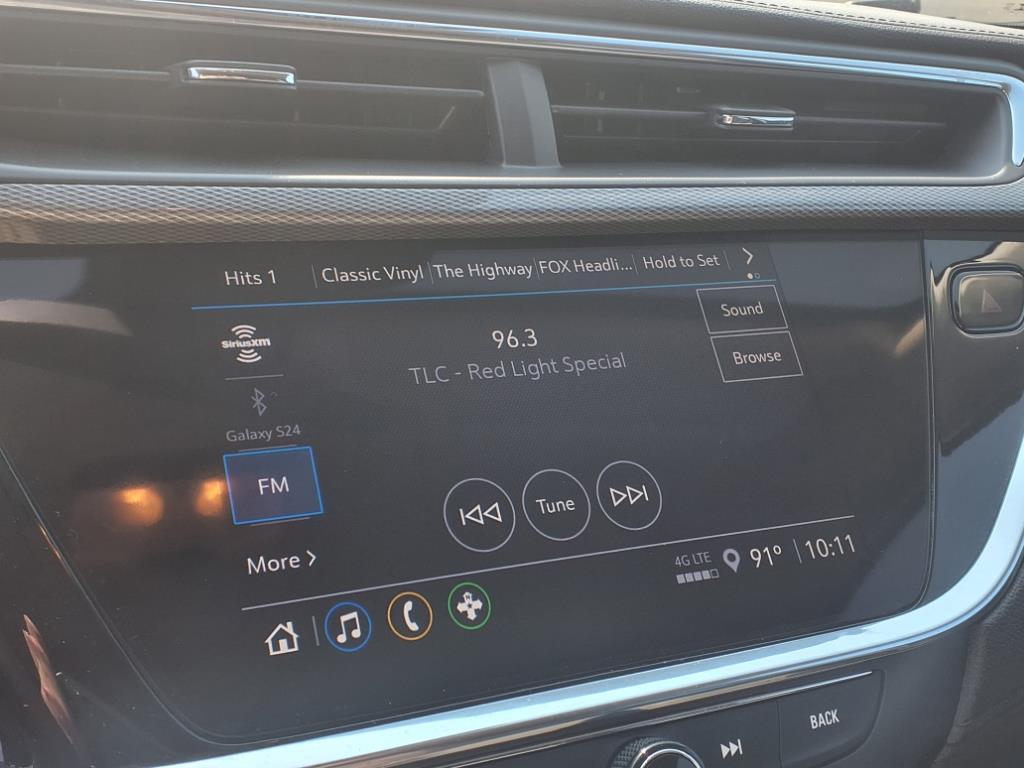 Hits 1 Classic Vinyl The Highway FOX Headli... Hold to Set
SiriusXM
96.3
TLC - Red Light Special
Sound
Browse
Galaxy S24
FM
Tune
More
4G LTE 91° 10:11
BACK